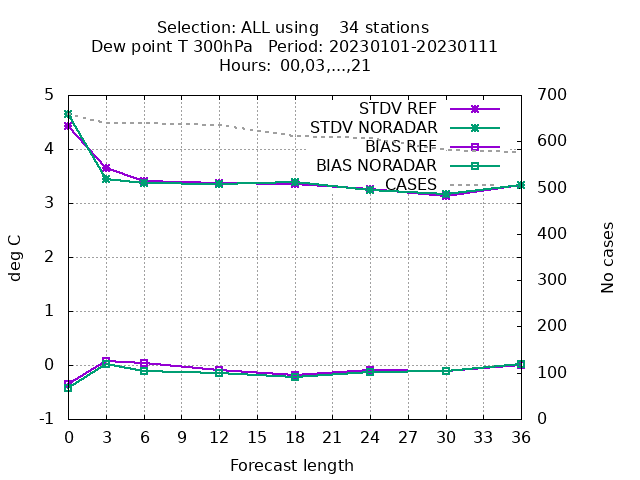 Selection: ALL using    34 stations
Dew point T 300hPa   Period: 20230101-20230111
Hours: 00,03,...,21
STDV REF
STDV NORADAR
BIAS REF
BIAS NORADAR
CASES
5
4
3
2
1
0
-1
deg C
700
600
500
400
300
200
100
0
No cases
0 3 6 9 12 15 18 21 24 27 30 33 36
Forecast length